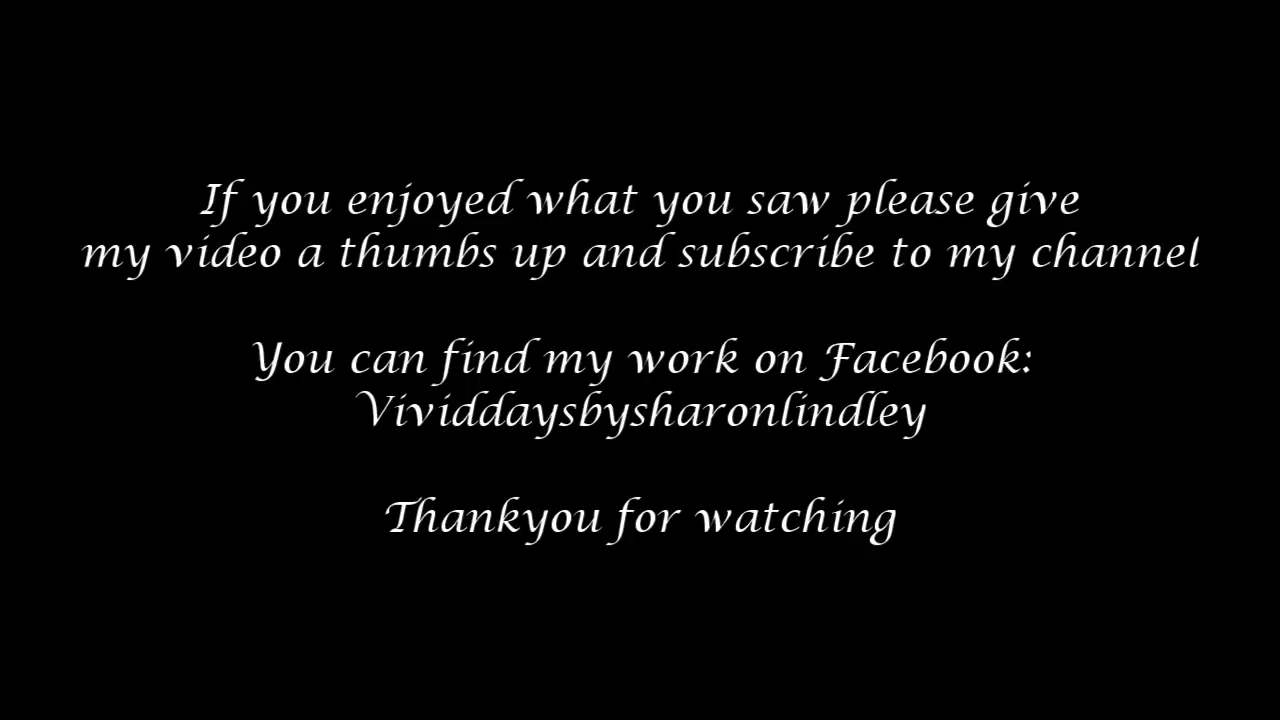 If you enjoyed what you saw please give
my video a thumbs up and subscribe to my channel
You can find my work on Facebook:
Vividdaysbysharonlindley
Thankyou for watching